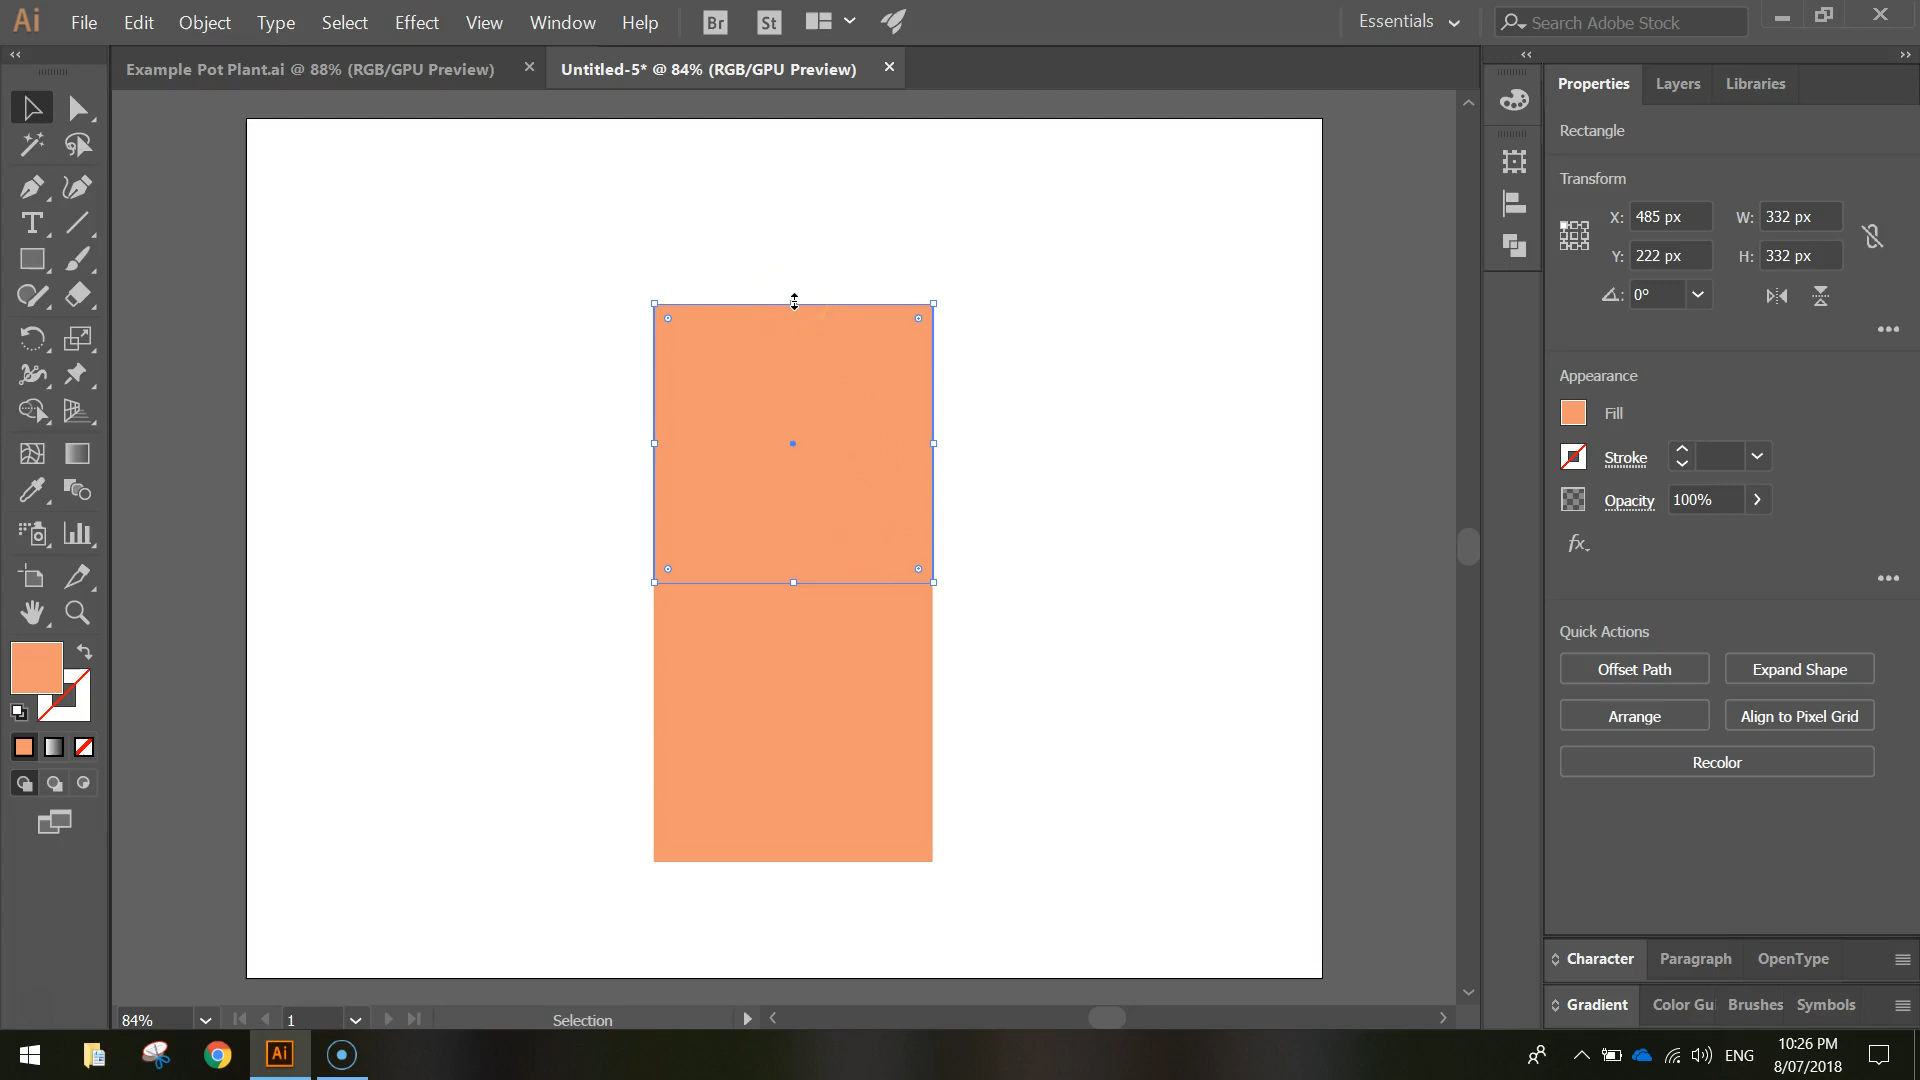 Ai File Edit Object Type Select Effect View Window Help Br St Essentials Search Adobe Stock
Example Pot Plant.ai @ 88% (RGB/GPU Preview) Untitled-5* @ 84% (RGB/GPU Preview)
Properties Layers Libraries
Rectangle
Transform
X: 485 px W: 332 px
Y: 222 px H: 332 px
0°
Appearance
Fill
Stroke
Opacity 100%
fx
Quick Actions
Offset Path Expand Shape
Arrange Align to Pixel Grid
Recolor
Character Paragraph OpenType
Gradient Color Gui Brushes Symbols
84% 1 Selection
Ai ENG 10:26 PM
8/07/2018